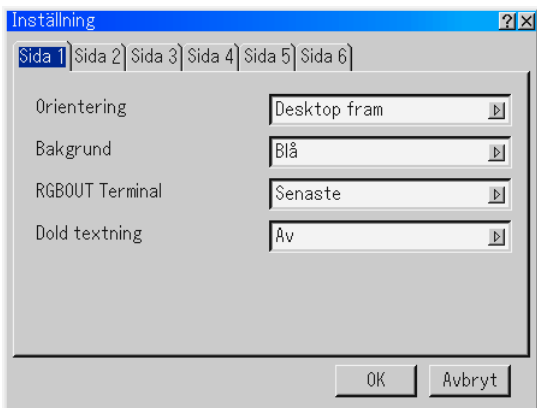 Inställning
Sida 1 Sida 2 Sida 3 Sida 4 Sida 5 Sida 6
Orientering Desktop fram
Bakgrund Blå
RGBOUT Terminal Senaste
Dold textning Av
OK Avbryt